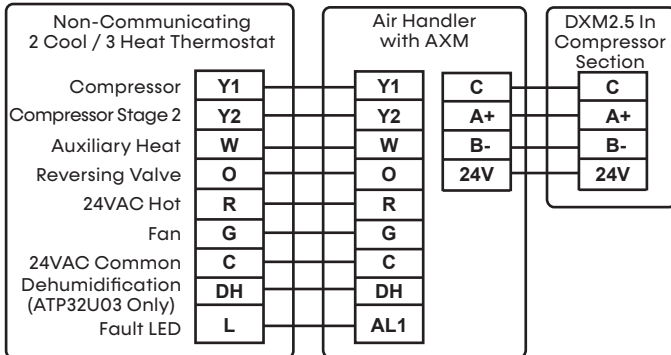 Non-Communicating
2 Cool / 3 Heat Thermostat
Air Handler
with AXM
DXM2.5 In
Compressor
Section
Compressor Y1 Y1 C C
Compressor Stage 2 Y2 Y2 A+ A+
Auxiliary Heat W W B- B-
Reversing Valve O O 24V 24V
24VAC Hot R R
Fan G G
24VAC Common C C
Dehumidification
(ATP32U03 Only) DH DH
Fault LED L AL1